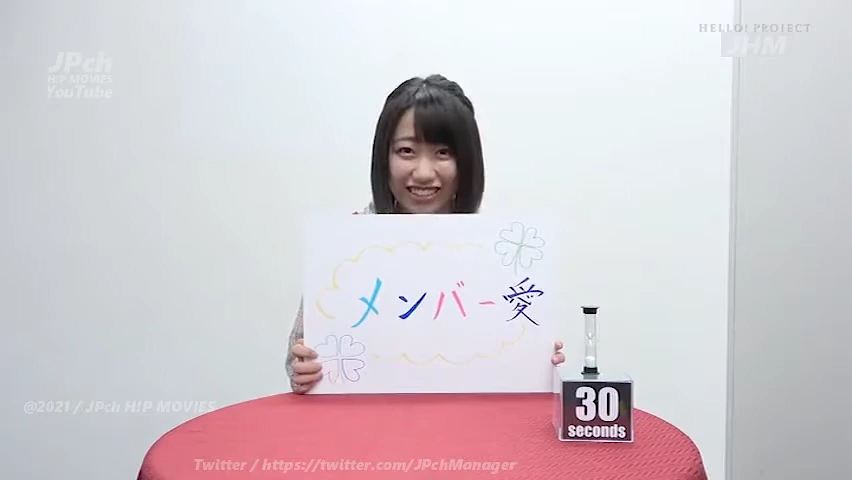 HELLO! PROJECT
JHM
JPch
H!P MOVIES
YouTube
メンバー愛
30
seconds
@2021 / JPch H!P MOVIES
Twitter / https://twitter.com/JPchManager